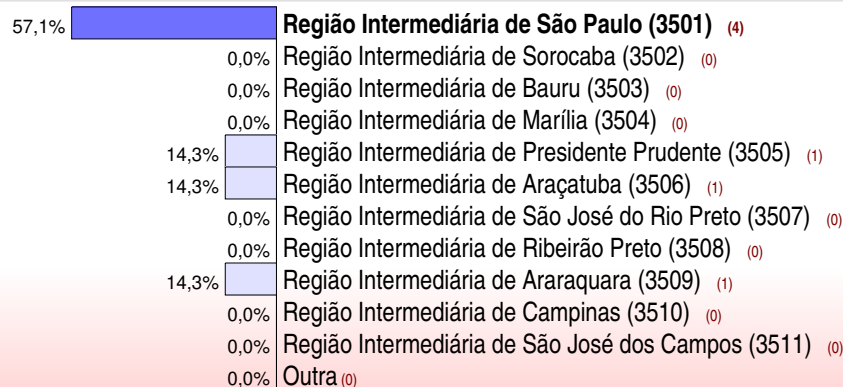 57,1% Região Intermediária de São Paulo (3501) (4)
0,0% Região Intermediária de Sorocaba (3502) (0)
0,0% Região Intermediária de Bauru (3503) (0)
0,0% Região Intermediária de Marília (3504) (0)
14,3% Região Intermediária de Presidente Prudente (3505) (1)
14,3% Região Intermediária de Araçatuba (3506) (1)
0,0% Região Intermediária de São José do Rio Preto (3507) (0)
0,0% Região Intermediária de Ribeirão Preto (3508) (0)
14,3% Região Intermediária de Araraquara (3509) (1)
0,0% Região Intermediária de Campinas (3510) (0)
0,0% Região Intermediária de São José dos Campos (3511) (0)
0,0% Outra (0)